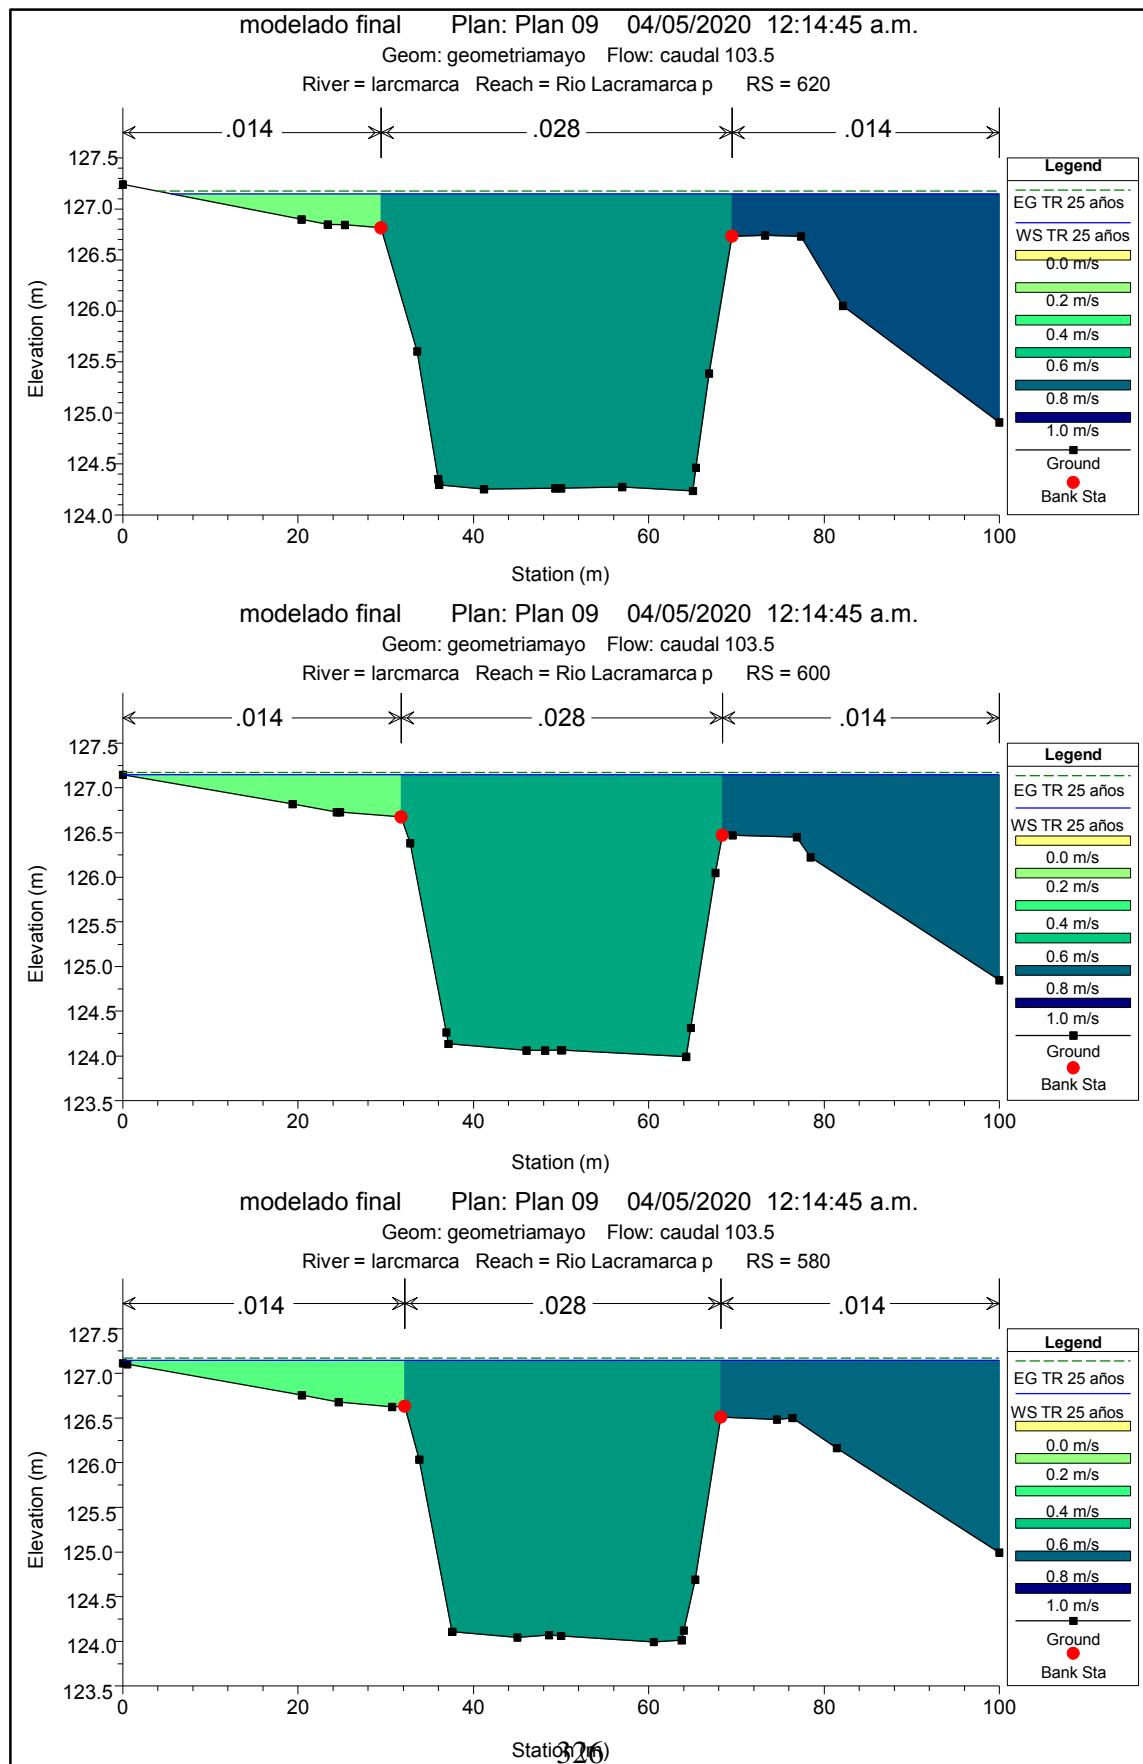 modelado final Plan: Plan 09 04/05/2020 12:14:45 a.m.
Geom: geometriamayo Flow: caudal 103.5
River = larcmarca Reach = Rio Lacramarca p RS = 620
.014 .028 .014
127.5
127.0
126.5
126.0
125.5
125.0
124.5
124.0
Elevation (m)
0 20 40 60 80 100
Station (m)
Legend
EG TR 25 años
WS TR 25 años
0.0 m/s
0.2 m/s
0.4 m/s
0.6 m/s
0.8 m/s
1.0 m/s
Ground
Bank Sta
modelado final Plan: Plan 09 04/05/2020 12:14:45 a.m.
Geom: geometriamayo Flow: caudal 103.5
River = larcmarca Reach = Rio Lacramarca p RS = 600
.014 .028 .014
127.5
127.0
126.5
126.0
125.5
125.0
124.5
124.0
123.5
Elevation (m)
0 20 40 60 80 100
Station (m)
Legend
EG TR 25 años
WS TR 25 años
0.0 m/s
0.2 m/s
0.4 m/s
0.6 m/s
0.8 m/s
1.0 m/s
Ground
Bank Sta
modelado final Plan: Plan 09 04/05/2020 12:14:45 a.m.
Geom: geometriamayo Flow: caudal 103.5
River = larcmarca Reach = Rio Lacramarca p RS = 580
.014 .028 .014
127.5
127.0
126.5
126.0
125.5
125.0
124.5
124.0
123.5
Elevation (m)
0 20 40 60 80 100
Station (m)
Legend
EG TR 25 años
WS TR 25 años
0.0 m/s
0.2 m/s
0.4 m/s
0.6 m/s
0.8 m/s
1.0 m/s
Ground
Bank Sta
326